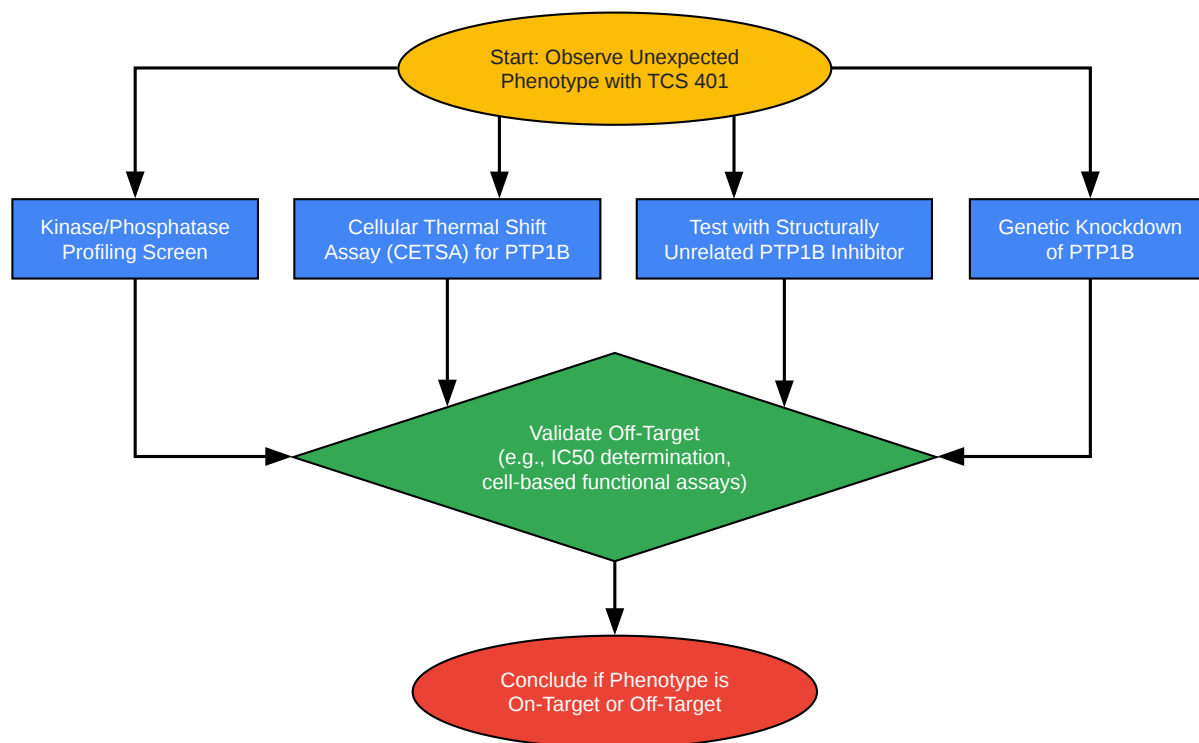 Start: Observe Unexpected
Phenotype with TCS 401
Kinase/Phosphatase
Profiling Screen
Cellular Thermal Shift
Assay (CETSA) for PTP1B
Test with Structurally
Unrelated PTP1B Inhibitor
Genetic Knockdown
of PTP1B
Validate Off-Target
(e.g., IC50 determination,
cell-based functional assays)
Conclude if Phenotype is
On-Target or Off-Target